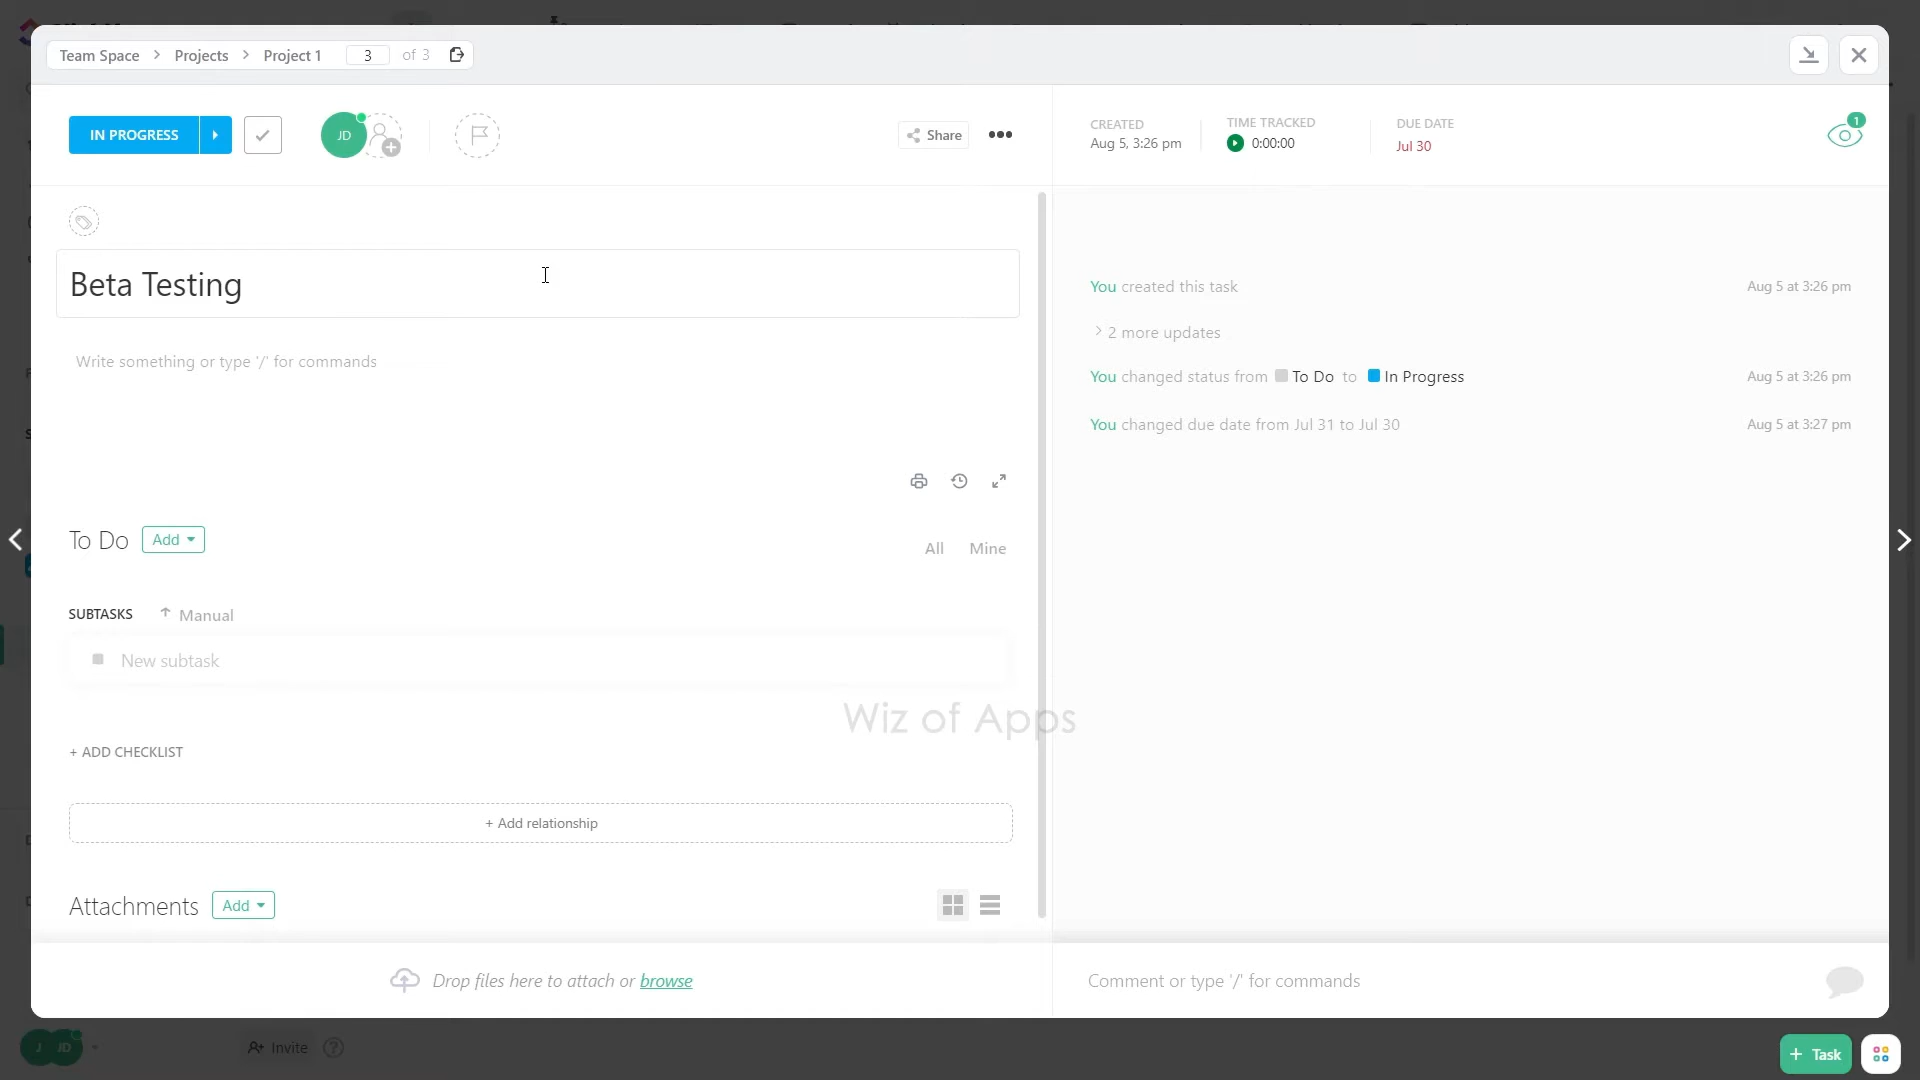 Team Space > Projects > Project 1 3 of 3
IN PROGRESS
JD
Share
CREATED
Aug 5, 3:26 pm
TIME TRACKED
0:00:00
DUE DATE
Jul 30
1
Beta Testing
Write something or type '/' for commands
To Do Add
All Mine
SUBTASKS Manual
New subtask
+ ADD CHECKLIST
+ Add relationship
Attachments Add
Drop files here to attach or browse
You created this task Aug 5 at 3:26 pm
> 2 more updates
You changed status from To Do to In Progress Aug 5 at 3:26 pm
You changed due date from Jul 31 to Jul 30 Aug 5 at 3:27 pm
Wiz of Apps
Comment or type '/' for commands
J JD
Invite ?
+ Task